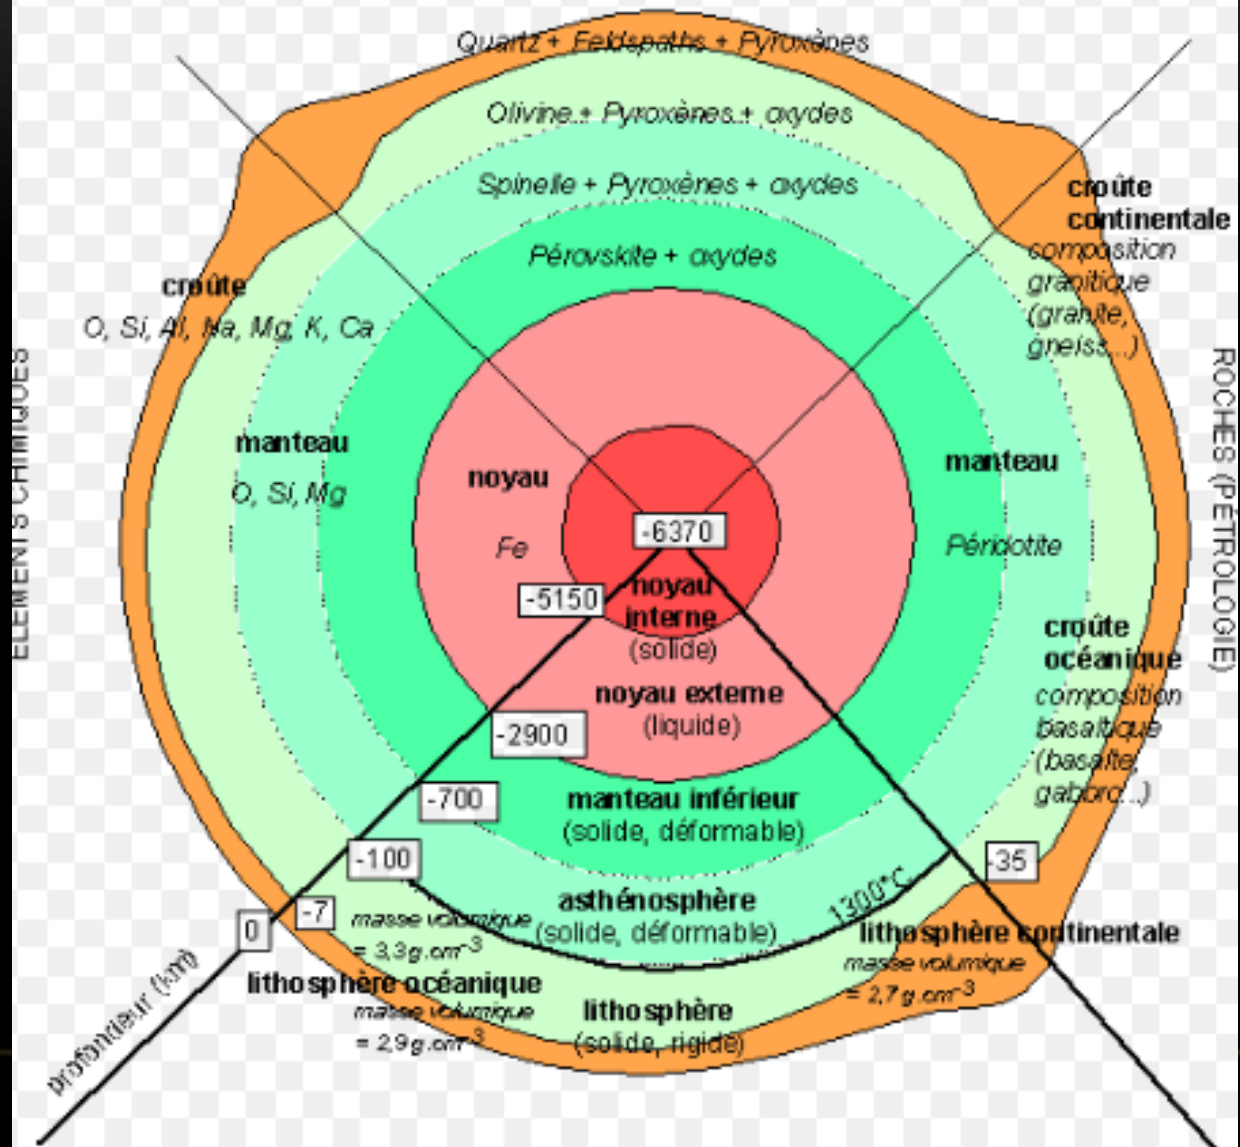 Quartz + Feldspaths + Pyroxènes
Olivine + Pyroxènes + oxydes
Spinelle + Pyroxènes + oxydes
Pérovskite + oxydes
croûte
O, Si, Al, Na, Mg, K, Ca
manteau
O, Si, Mg
noyau
Fe
ELEMENTS CHIMIQUES
croûte
continentale
composition
granitique
(granite,
gneiss...)
manteau
Péridotite
croûte
océanique
composition
basaltique
(basalte,
gabbro...)
ROCHES (PÉTROLOGIE)
-6370
-5150
noyau
interne
(solide)
noyau externe
(liquide)
-2900
-700
manteau inférieur
(solide, déformable)
-100
-35
asthénosphère
(solide, déformable)
1300°C
-7
0
masse volumique
= 3,3 g.cm-3
lithosphère océanique
masse volumique
= 2,9 g.cm-3
lithosphère
(solide, rigide)
lithosphère continentale
masse volumique
= 2,7 g.cm-3
profondeur (km)